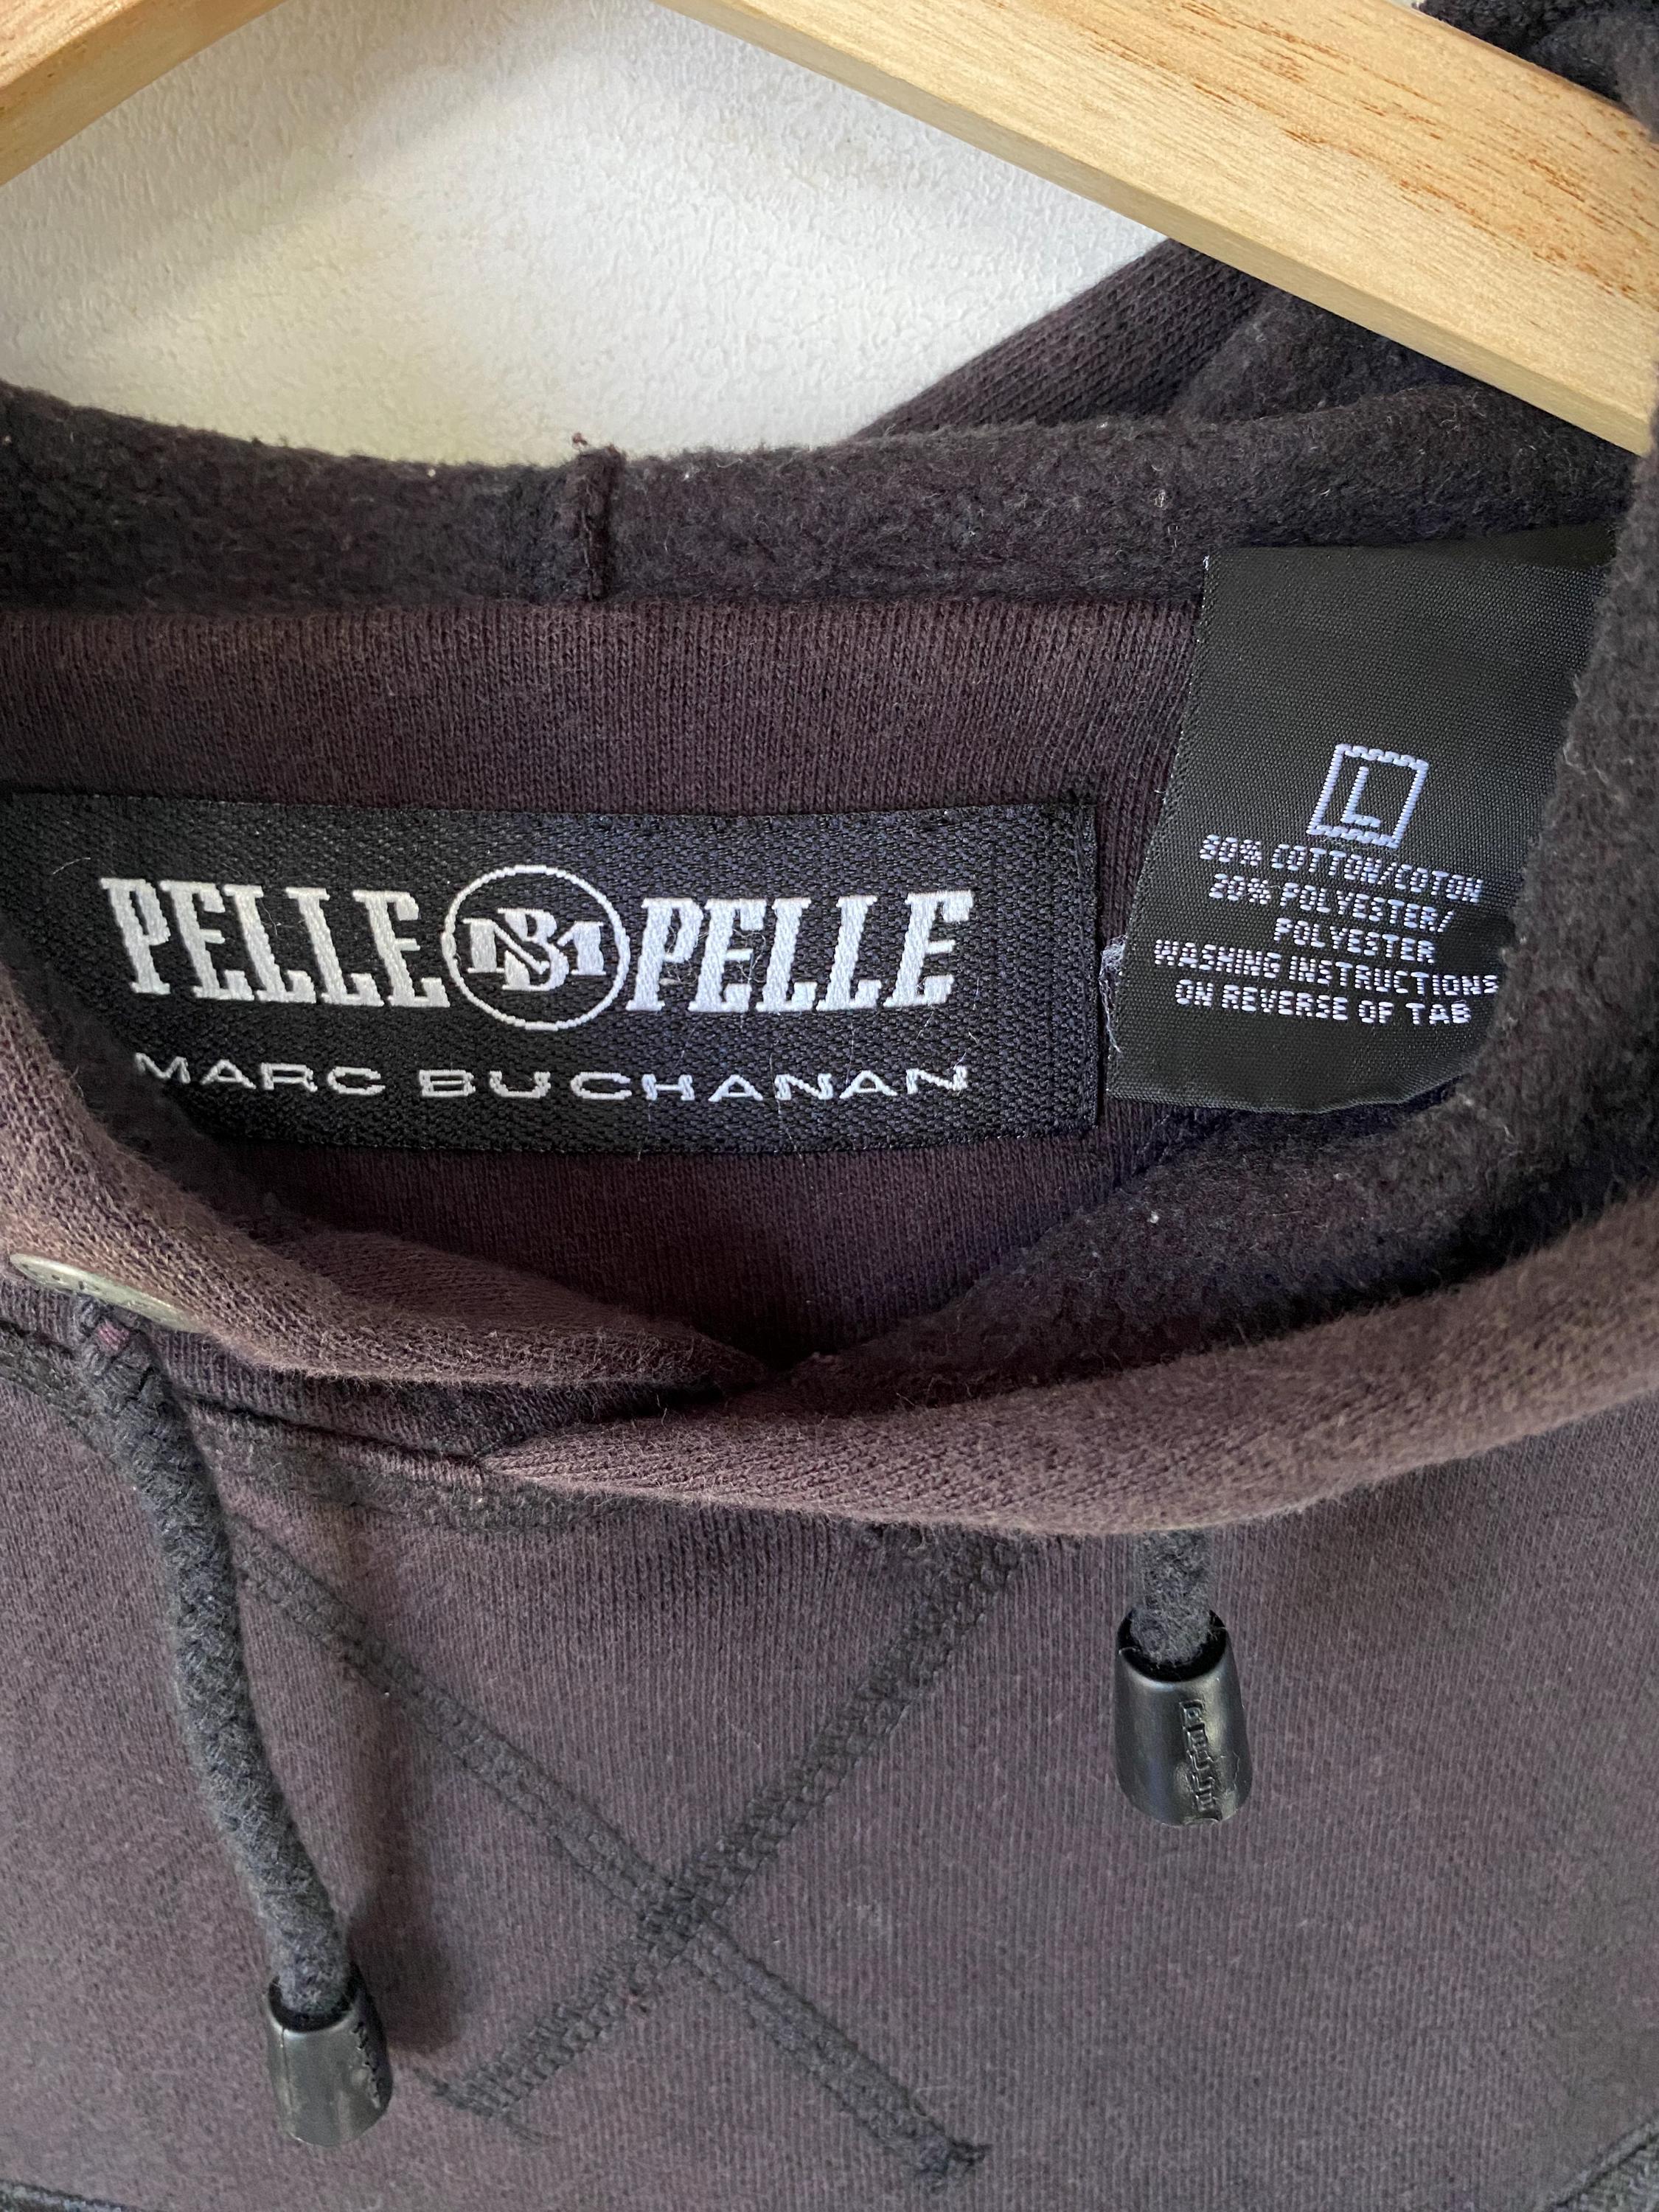 PELLE MB PELLE
MARC BUCHANAN
L
80% COTTON/COTON
20% POLYESTER/
POLYESTER
WASHING INSTRUCTIONS
ON REVERSE OF TAB